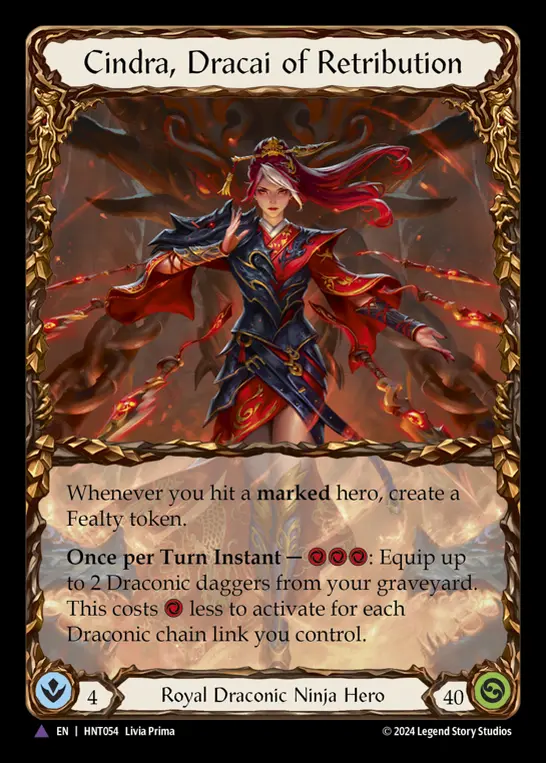 Cindra, Dracai of Retribution
Whenever you hit a marked hero, create a
Fealty token.
Once per Turn Instant — : Equip up
to 2 Draconic daggers from your graveyard.
This costs less to activate for each
Draconic chain link you control.
4
Royal Draconic Ninja Hero
40
EN | HNT054 Livia Prima
© 2024 Legend Story Studios